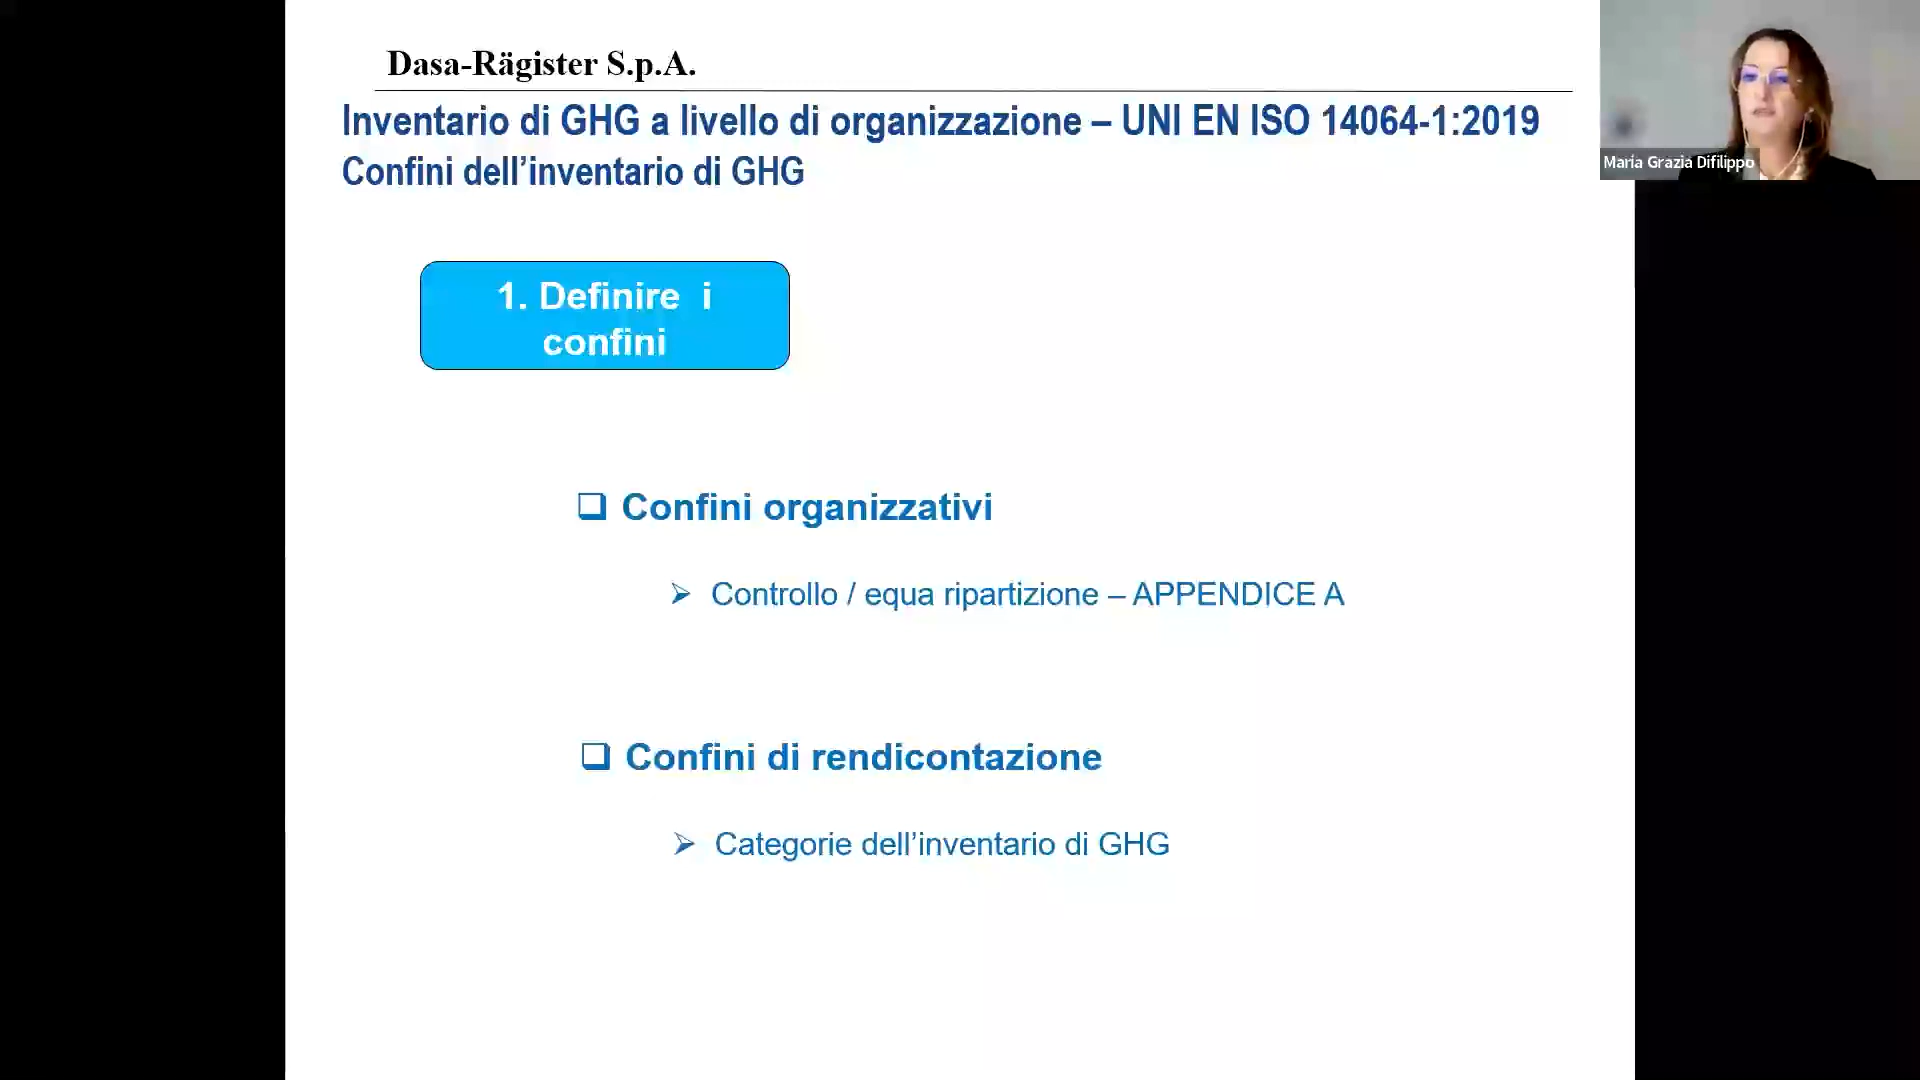 Dasa-Rägister S.p.A.
Inventario di GHG a livello di organizzazione – UNI EN ISO 14064-1:2019
Confini dell’inventario di GHG
Maria Grazia Difilippo
1. Definire i
confini
❑ Confini organizzativi
➢ Controllo / equa ripartizione – APPENDICE A
❑ Confini di rendicontazione
➢ Categorie dell’inventario di GHG